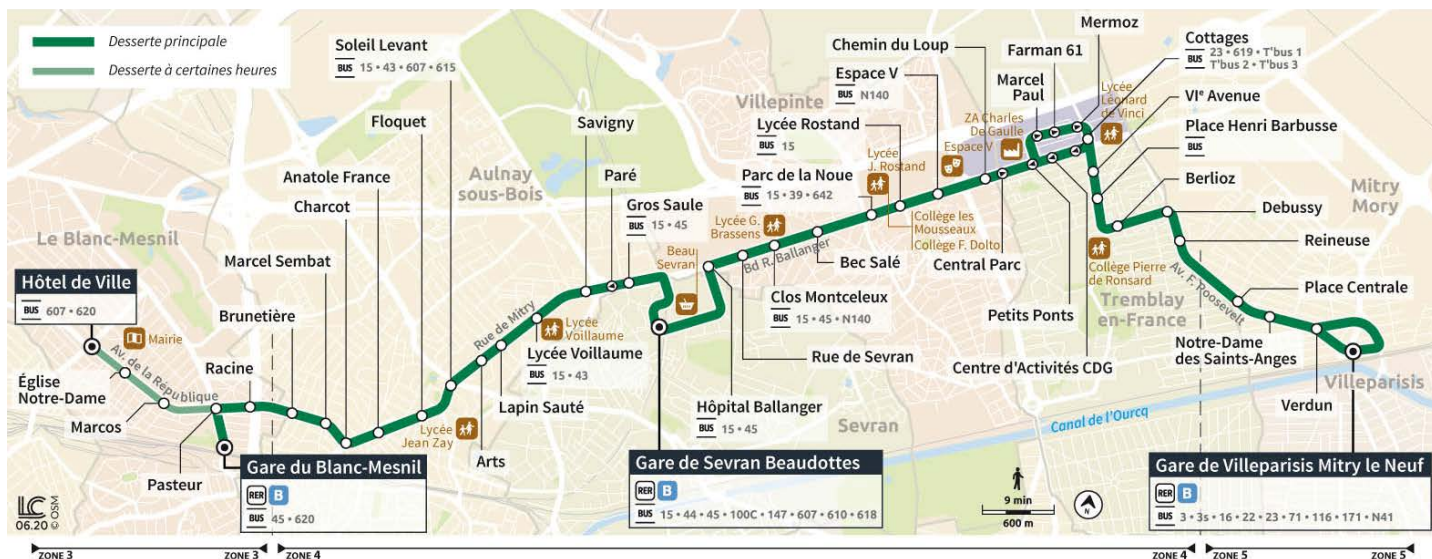 Desserte principale
Desserte à certaines heures
Soleil Levant
BUS 15 • 43 • 607 • 615
Floquet
Anatole France
Charcot
Marcel Sembat
Brunetière
Le Blanc-Mesnil
Hôtel de Ville
BUS 607 • 620
Mairie
Av. de la République
Église
Notre-Dame
Marcos
Racine
Pasteur
Gare du Blanc-Mesnil
RER B
BUS 45 • 620
Lycée
Jean Zay
Arts
Lapin Sauté
Rue de Mitry
Lycée
Voillaume
Lycée Voillaume
BUS 15 • 43
Aulnay
sous-Bois
Savigny
Paré
Gros Saule
BUS 15 • 45
Beau
Sevran
Gare de Sevran Beaudottes
RER B
BUS 15 • 44 • 45 • 100C • 147 • 607 • 610 • 618
Hôpital Ballanger
BUS 15 • 45
Rue de Sevran
Lycée G.
Brassens
Bd R. Ballanger
Clos Montceleux
BUS 15 • 45 • N140
Bec Salé
Parc de la Noue
BUS 15 • 39 • 642
Lycée Rostand
BUS 15
Lycée
J. Rostand
Collège les
Mousseaux
Collège F. Dolto
Villepinte
Espace V
BUS N140
Chemin du Loup
Espace V
ZA Charles
De Gaulle
Central Parc
Marcel
Paul
Farman 61
Mermoz
Cottages
BUS 23 • 619 • T'bus 1
T'bus 2 • T'bus 3
Lycée
Léonard
de Vinci
VIe Avenue
Place Henri Barbusse
BUS
Berlioz
Petits Ponts
Centre d'Activités CDG
Collège Pierre
de Ronsard
Tremblay
en-France
Mitry
Mory
Debussy
Reineuse
Av. F. Roosevelt
Place Centrale
Notre-Dame
des Saints-Anges
Verdun
Villeparisis
Gare de Villeparisis Mitry le Neuf
RER B
BUS 3 • 3s • 16 • 22 • 23 • 71 • 116 • 171 • N41
Sevran
Canal de l'Ourcq
9 min
600 m
N
LC
06.20 © OSM
ZONE 3
ZONE 3
ZONE 4
ZONE 4
ZONE 5
ZONE 5